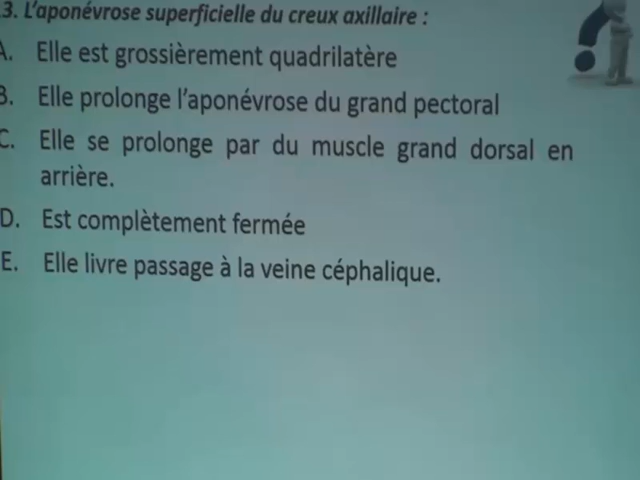 3. L'aponévrose superficielle du creux axillaire :
A. Elle est grossièrement quadrilatère
B. Elle prolonge l'aponévrose du grand pectoral
C. Elle se prolonge par du muscle grand dorsal en
arrière.
D. Est complètement fermée
E. Elle livre passage à la veine céphalique.